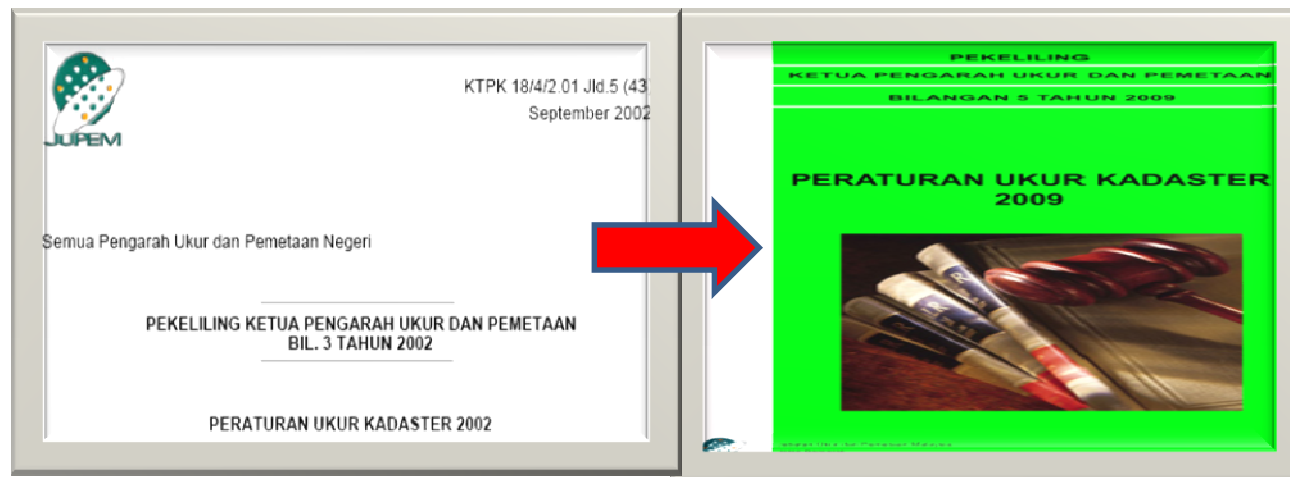 JUPEM
KTPK 18/4/2.01 Jld.5 (43
September 2002
Semua Pengarah Ukur dan Pemetaan Negeri
PEKELILING KETUA PENGARAH UKUR DAN PEMETAAN
BIL. 3 TAHUN 2002
PERATURAN UKUR KADASTER 2002
PEKELILING
KETUA PENGARAH UKUR DAN PEMETAAN
BILANGAN 5 TAHUN 2009
PERATURAN UKUR KADASTER
2009